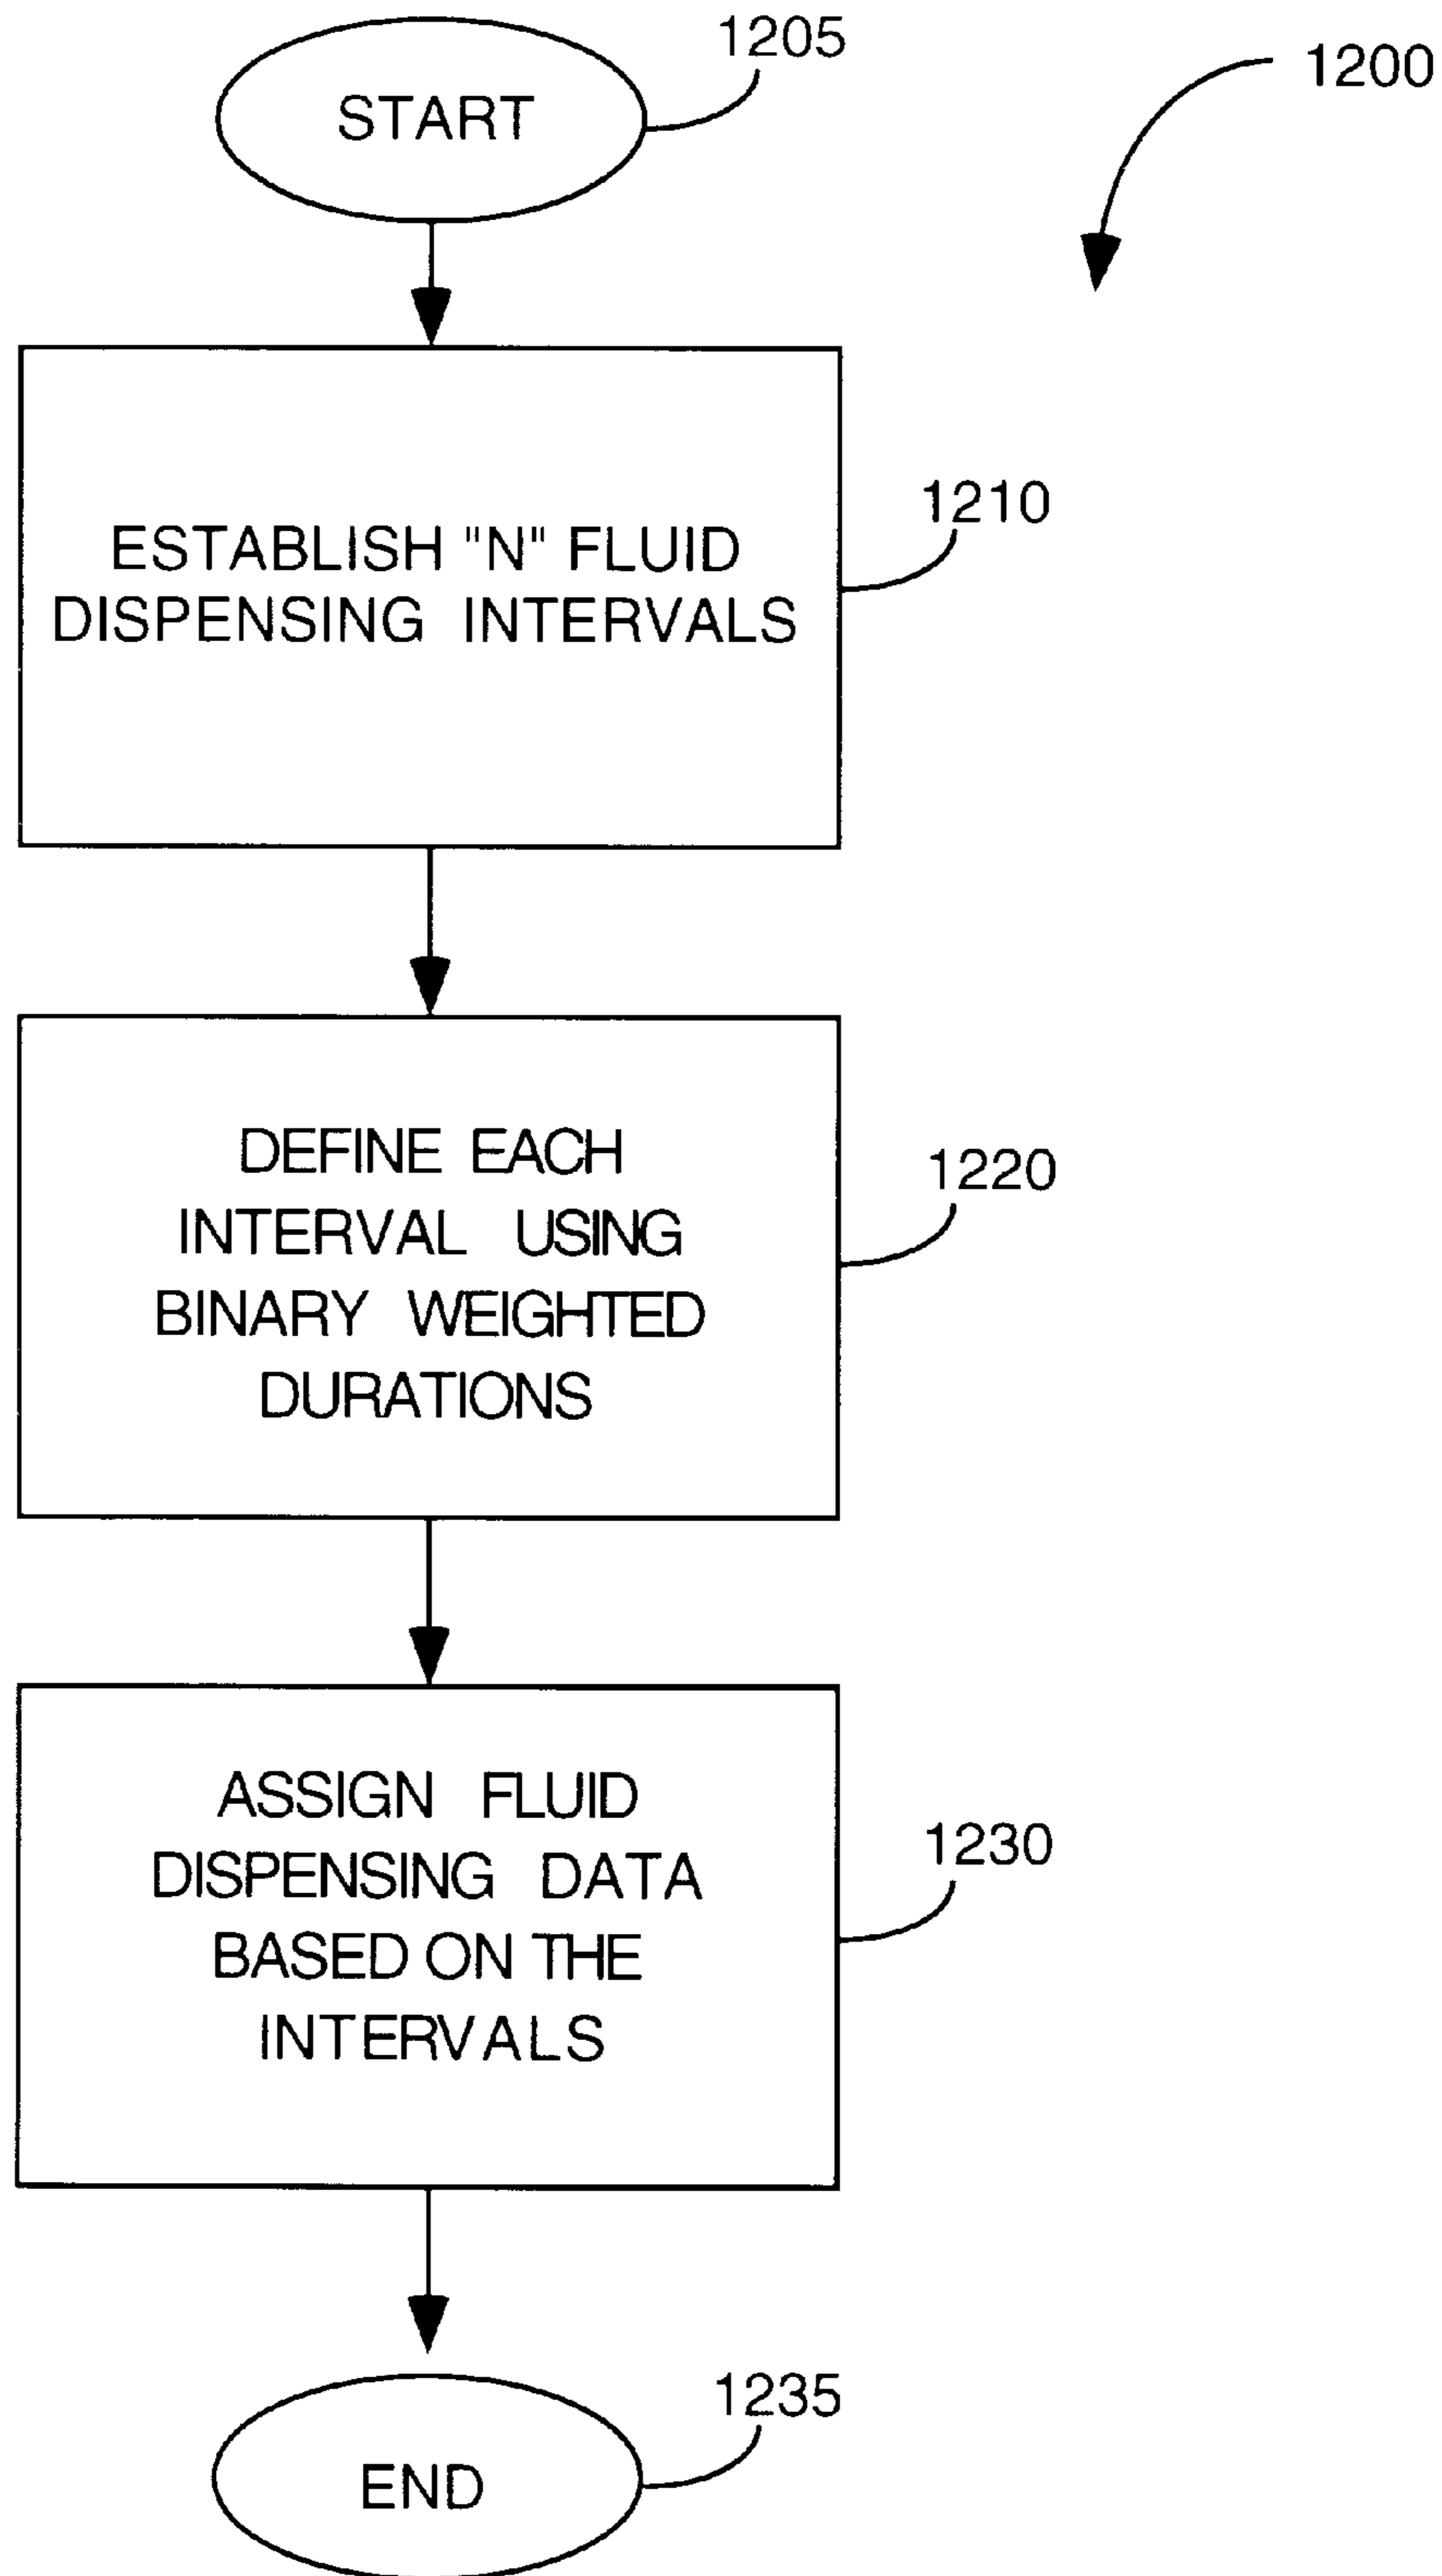 1205
1200
START
1210
ESTABLISH "N" FLUID
DISPENSING INTERVALS
1220
DEFINE EACH
INTERVAL USING
BINARY WEIGHTED
DURATIONS
1230
ASSIGN FLUID
DISPENSING DATA
BASED ON THE
INTERVALS
1235
END